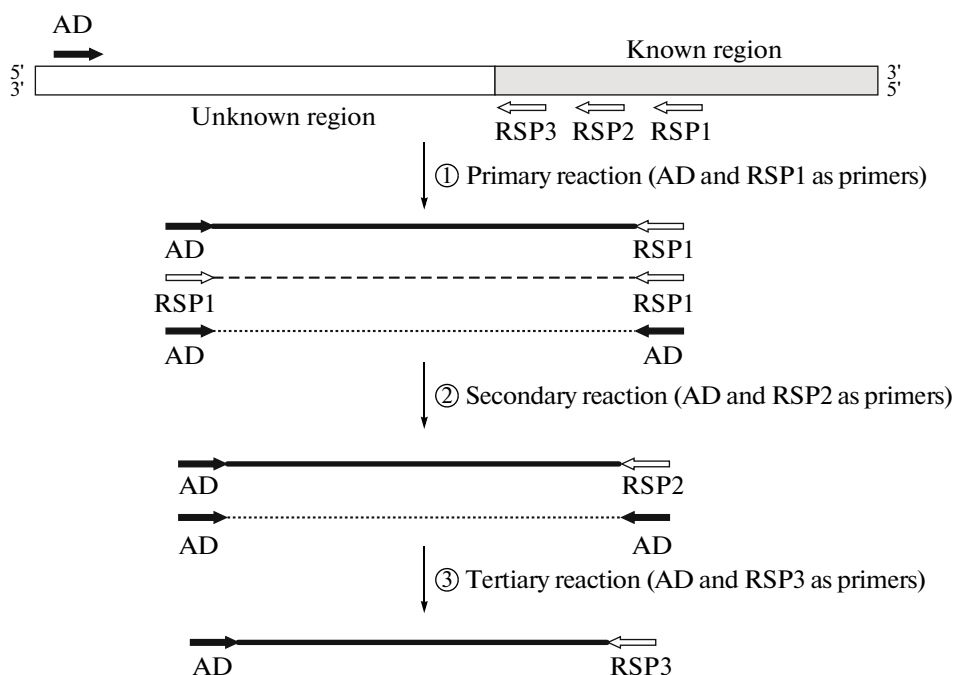 AD
Known region
5' 3'
3' 5'
Unknown region
RSP3 RSP2 RSP1
① Primary reaction (AD and RSP1 as primers)
AD RSP1
RSP1 RSP1
AD AD
② Secondary reaction (AD and RSP2 as primers)
AD RSP2
AD AD
③ Tertiary reaction (AD and RSP3 as primers)
AD RSP3